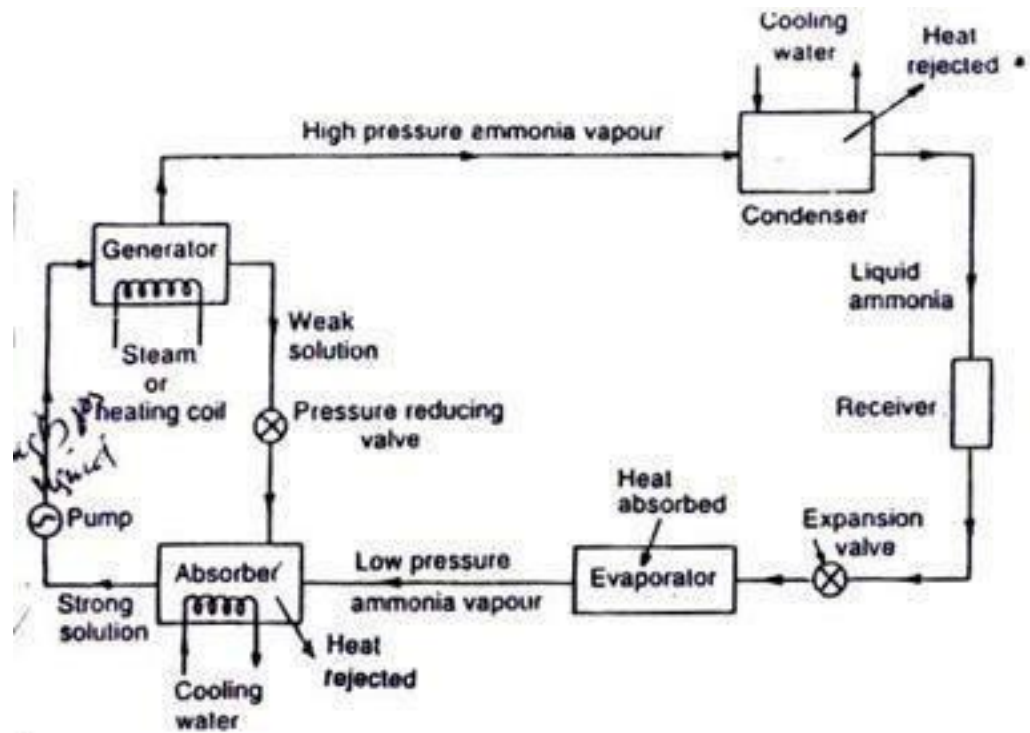 Cooling
water
Heat
rejected
High pressure ammonia vapour
Condenser
Generator
Liquid
ammonia
Weak
solution
Steam
or
heating coil
Pressure reducing
valve
Receiver
Heat
absorbed
Expansion
valve
Pump
Absorber
Low pressure
ammonia vapour
Evaporator
Strong
solution
Heat
rejected
Cooling
water